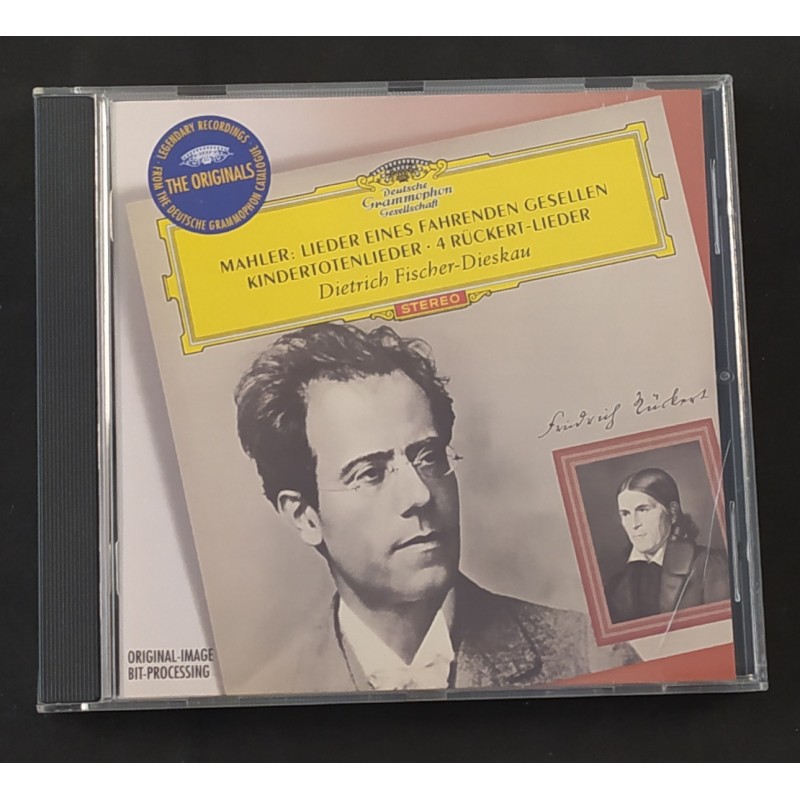 LEGENDARY RECORDINGS
THE ORIGINALS
FROM THE DEUTSCHE GRAMMOPHON CATALOGUE
Deutsche
Grammophon
Gesellschaft
MAHLER: LIEDER EINES FAHRENDEN GESELLEN
KINDERTOTENLIEDER · 4 RÜCKERT-LIEDER
Dietrich Fischer-Dieskau
STEREO
Friedrich Rückert
ORIGINAL-IMAGE
BIT-PROCESSING